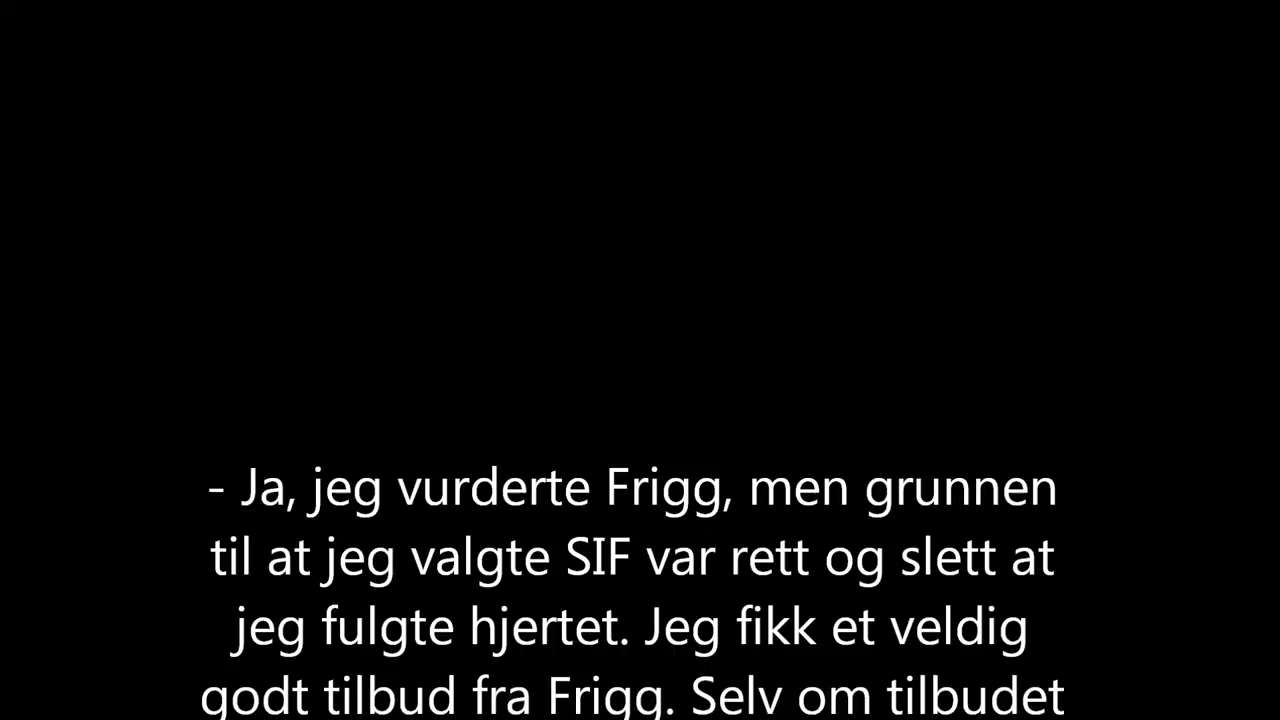 - Ja, jeg vurderte Frigg, men grunnen
til at jeg valgte SIF var rett og slett at
jeg fulgte hjertet. Jeg fikk et veldig
godt tilbud fra Frigg. Selv om tilbudet